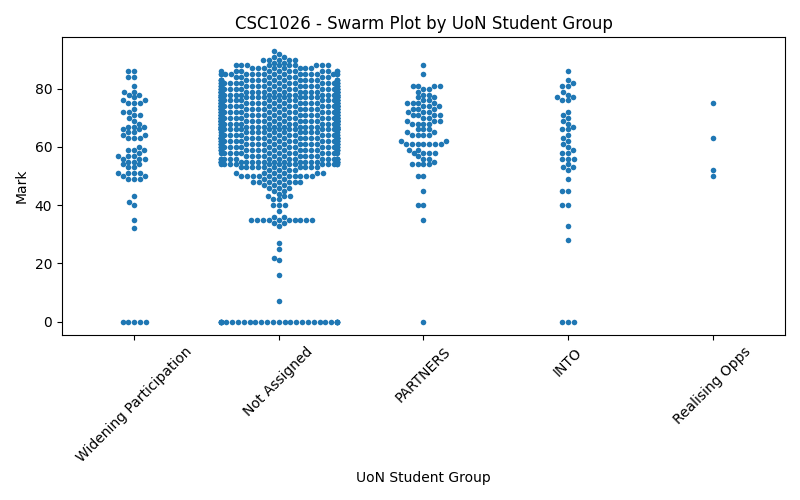 CSC1026 - Swarm Plot by UoN Student Group
Mark
80
60
40
20
0
Widening Participation
Not Assigned
PARTNERS
INTO
Realising Opps
UoN Student Group